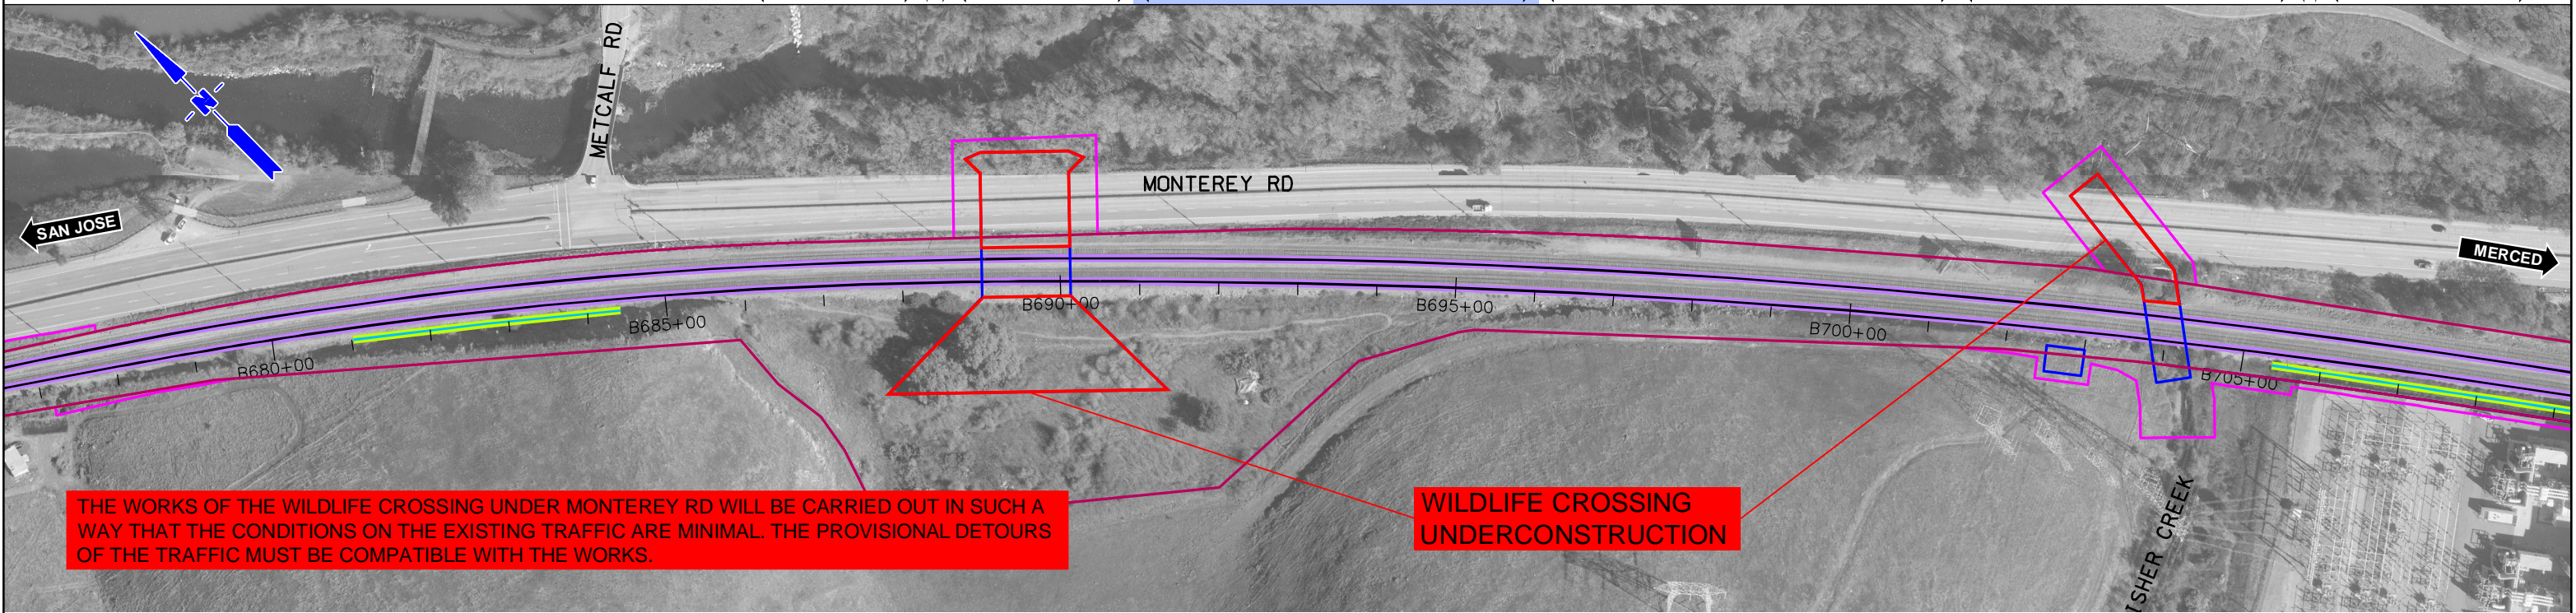 METCALF RD
N
SAN JOSE
MONTEREY RD
MERCED
B680+00
B685+00
B690+00
B695+00
B700+00
B705+00
THE WORKS OF THE WILDLIFE CROSSING UNDER MONTEREY RD WILL BE CARRIED OUT IN SUCH A
WAY THAT THE CONDITIONS ON THE EXISTING TRAFFIC ARE MINIMAL. THE PROVISIONAL DETOURS
OF THE TRAFFIC MUST BE COMPATIBLE WITH THE WORKS.
WILDLIFE CROSSING
UNDERCONSTRUCTION
ISHER CREEK